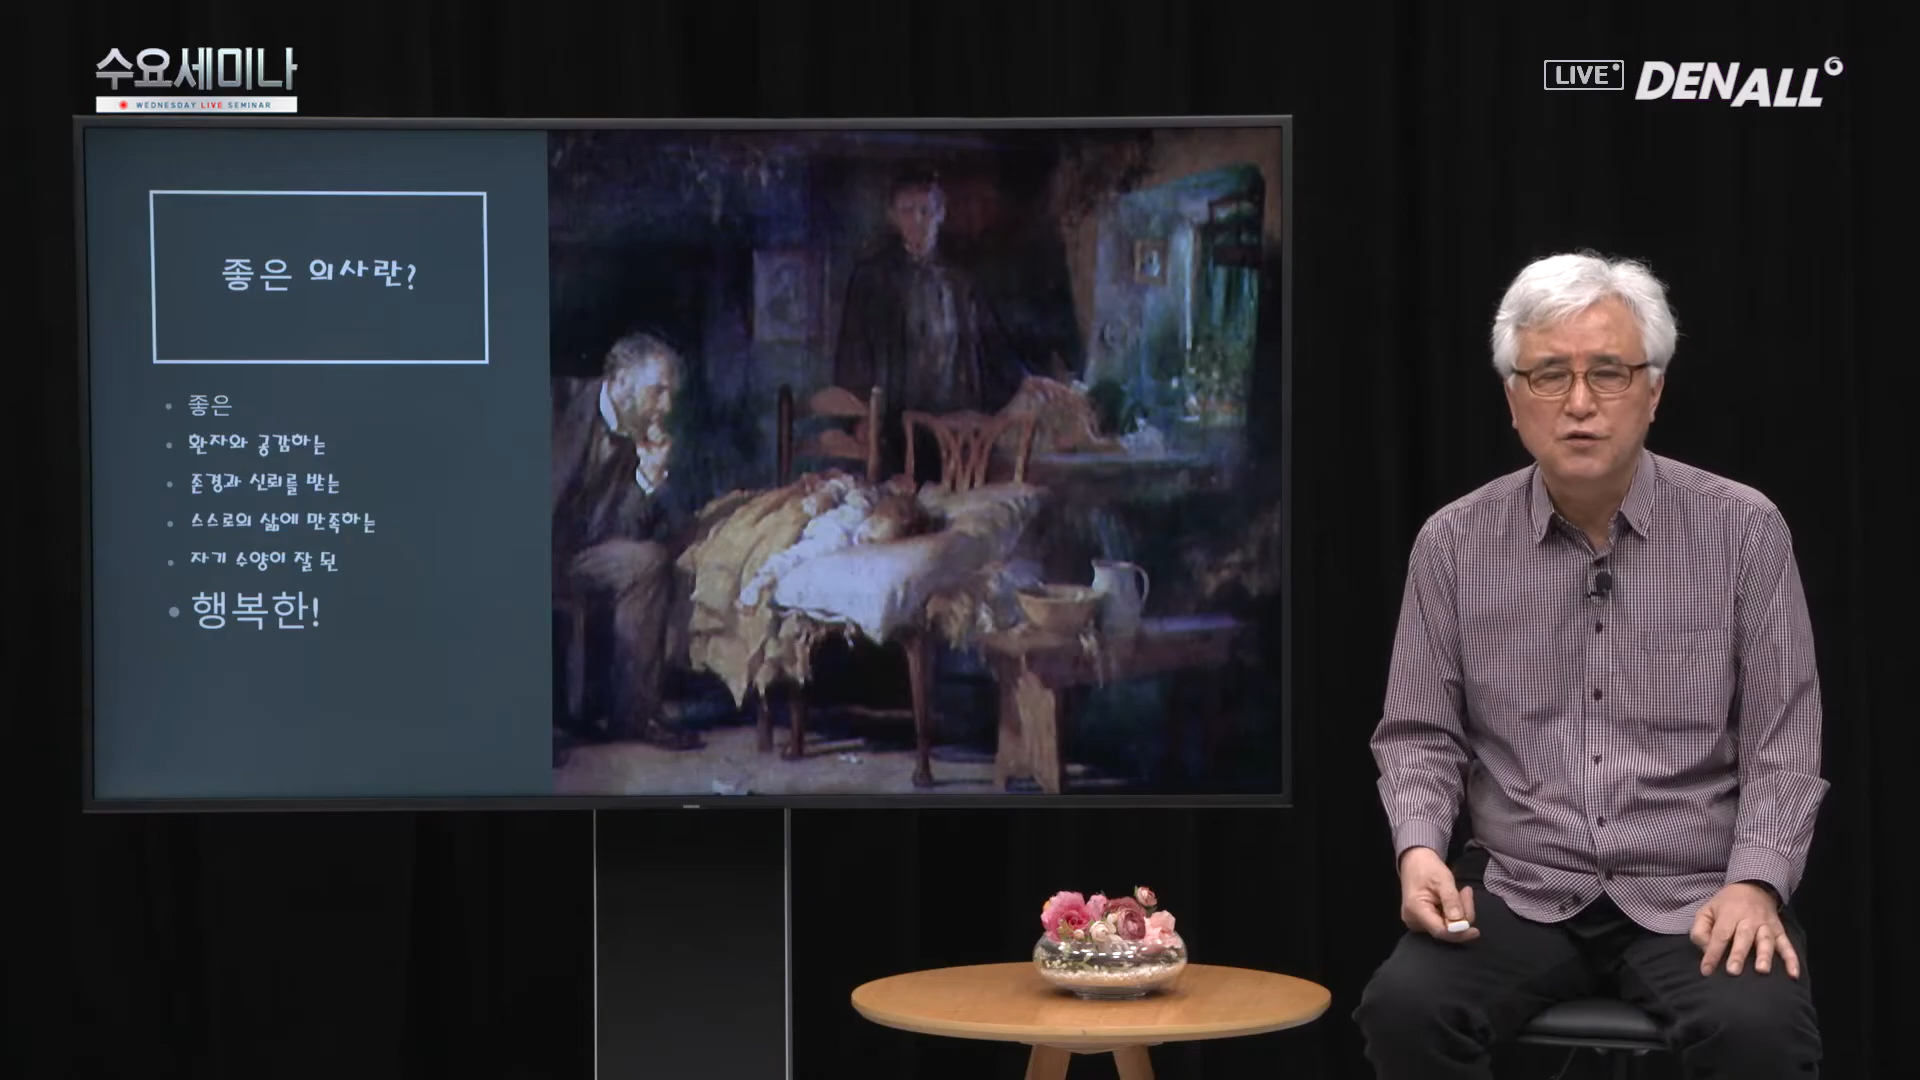 수요세미나
WEDNESDAY LIVE SEMINAR
LIVE
DENALL
좋은 의사란?
좋은
환자와 공감하는
존경과 신뢰를 받는
스스로의 삶에 만족하는
자기 수양이 잘 된
행복한!